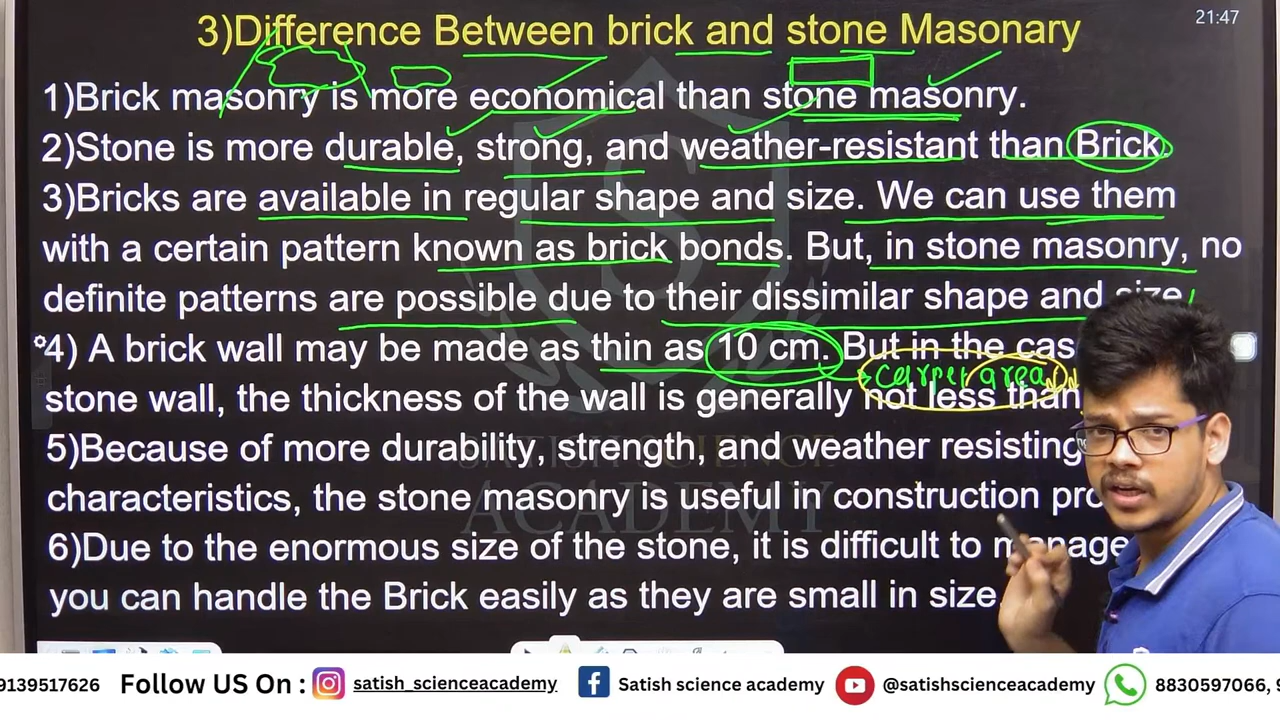 3)Difference Between brick and stone Masonary
21:47
1)Brick masonry is more economical than stone masonry.
2)Stone is more durable, strong, and weather-resistant than Brick.
3)Bricks are available in regular shape and size. We can use them
with a certain pattern known as brick bonds. But, in stone masonry, no
definite patterns are possible due to their dissimilar shape and size.
4) A brick wall may be made as thin as 10 cm. But in the
carpet area
stone wall, the thickness of the wall is generally not less than
5)Because of more durability, strength, and weather resisting
characteristics, the stone masonry is useful in construction
6)Due to the enormous size of the stone, it is difficult to manage
you can handle the Brick easily as they are small in size
SATISH SCIENCE
ACADEMY
9139517626 Follow US On : satish_scienceacademy Satish science academy @satishscienceacademy 8830597066, 9